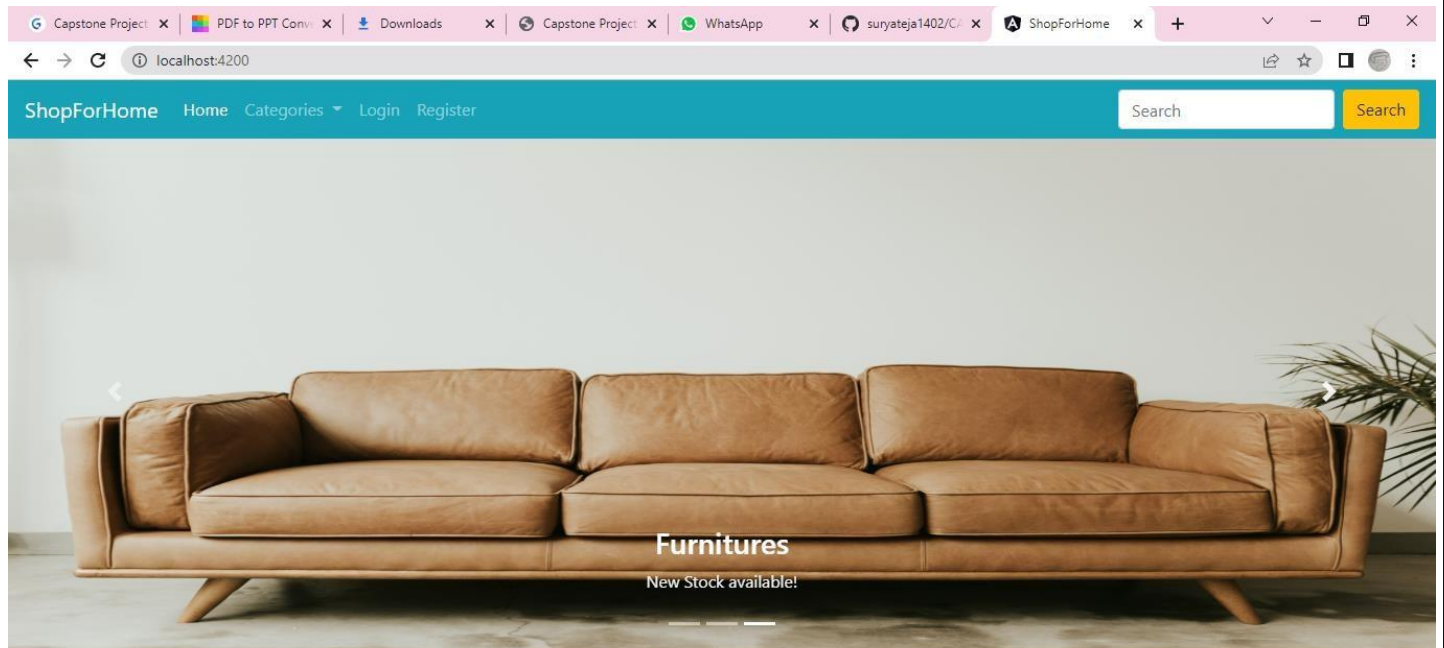 Capstone Project PDF to PPT Conv Downloads Capstone Project WhatsApp suryateja1402/CA ShopForHome
localhost:4200
ShopForHome Home Categories Login Register Search Search
Furnitures
New Stock available!